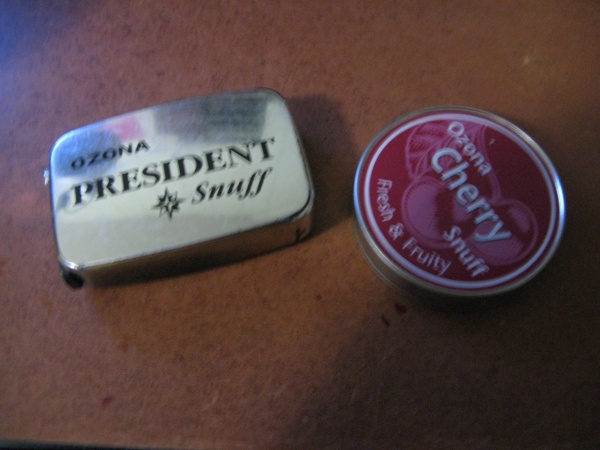 OZONA
PRESIDENT
Snuff
Ozona
Cherry
Snuff
Fresh & Fruity